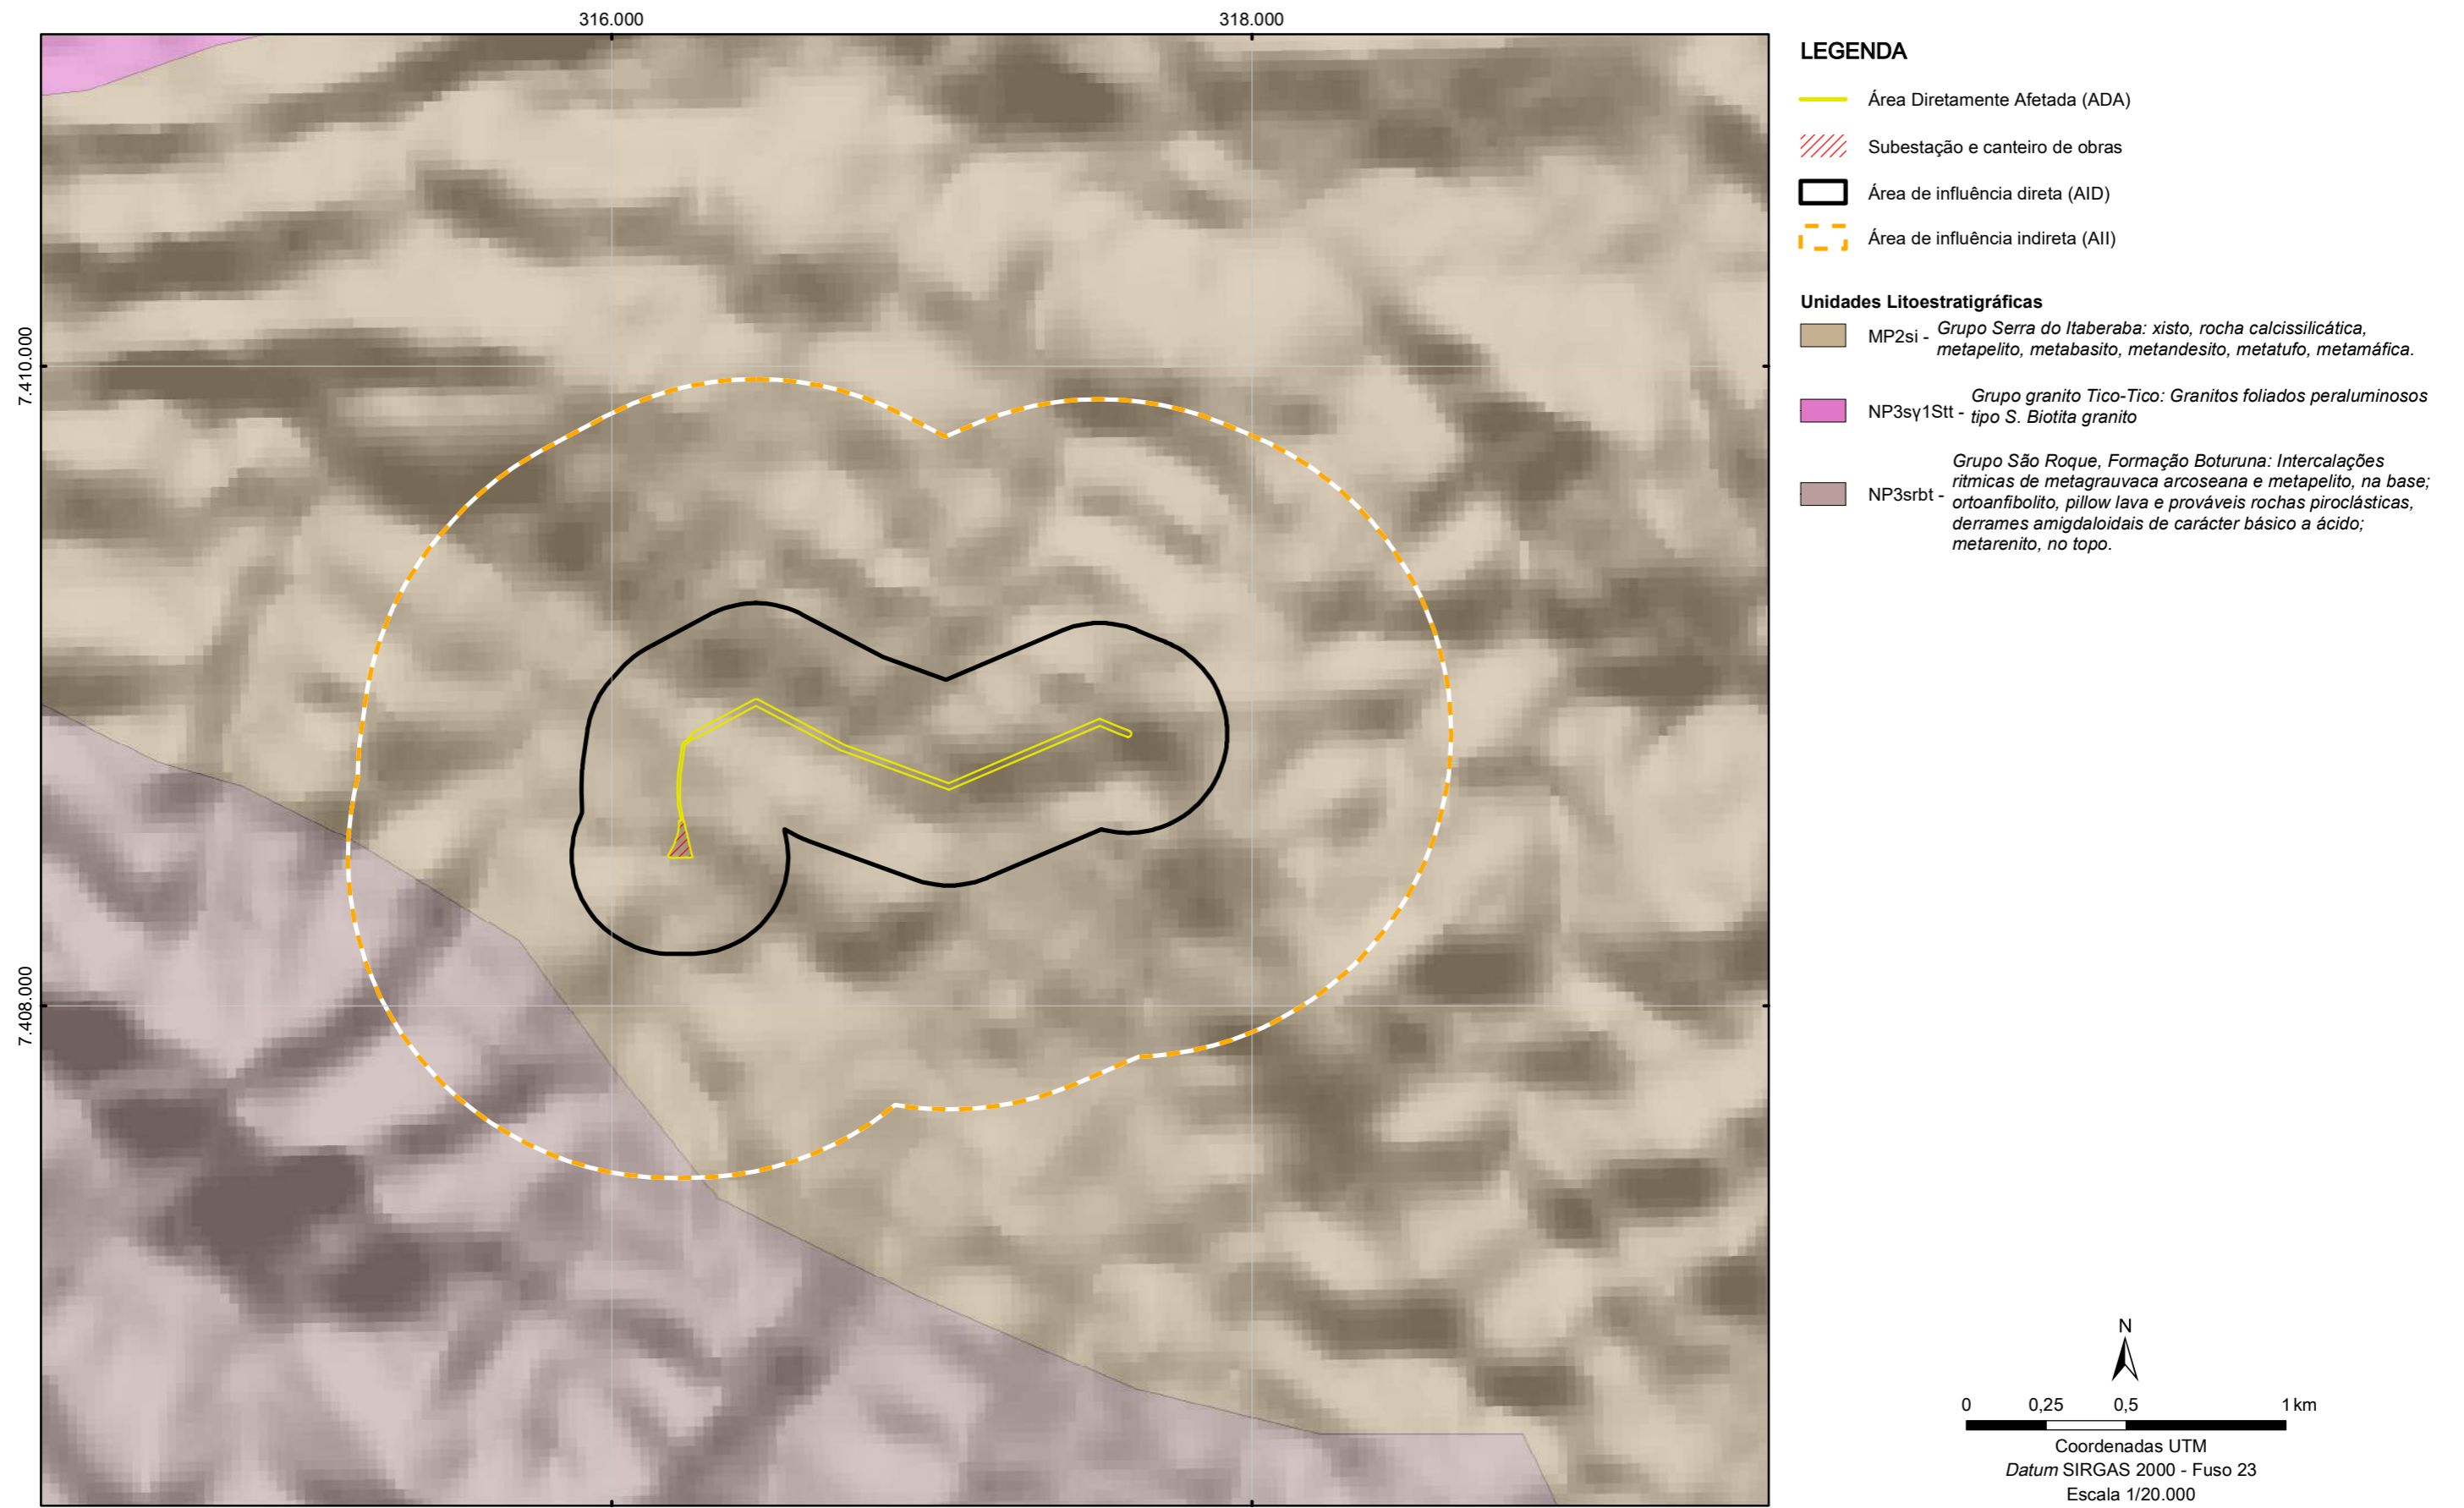 316.000
318.000
7.410.000
7.408.000
LEGENDA
Área Diretamente Afetada (ADA)
Subestação e canteiro de obras
Área de influência direta (AID)
Área de influência indireta (AII)
Unidades Litoestratigráficas
MP2si - Grupo Serra do Itaberaba: xisto, rocha calcissilicática,
metapelito, metabasito, metandesito, metatufo, metamáfica.
NP3sγ1Stt - Grupo granito Tico-Tico: Granitos foliados peraluminosos
tipo S. Biotita granito
NP3srbt - Grupo São Roque, Formação Boturuna: Intercalações
ritmicas de metagrauvaca arcoseana e metapelito, na base;
ortoanfibolito, pillow lava e prováveis rochas piroclásticas,
derrames amigdaloidais de carácter básico a ácido;
metarenito, no topo.
N
0 0,25 0,5 1 km
Coordenadas UTM
Datum SIRGAS 2000 - Fuso 23
Escala 1/20.000